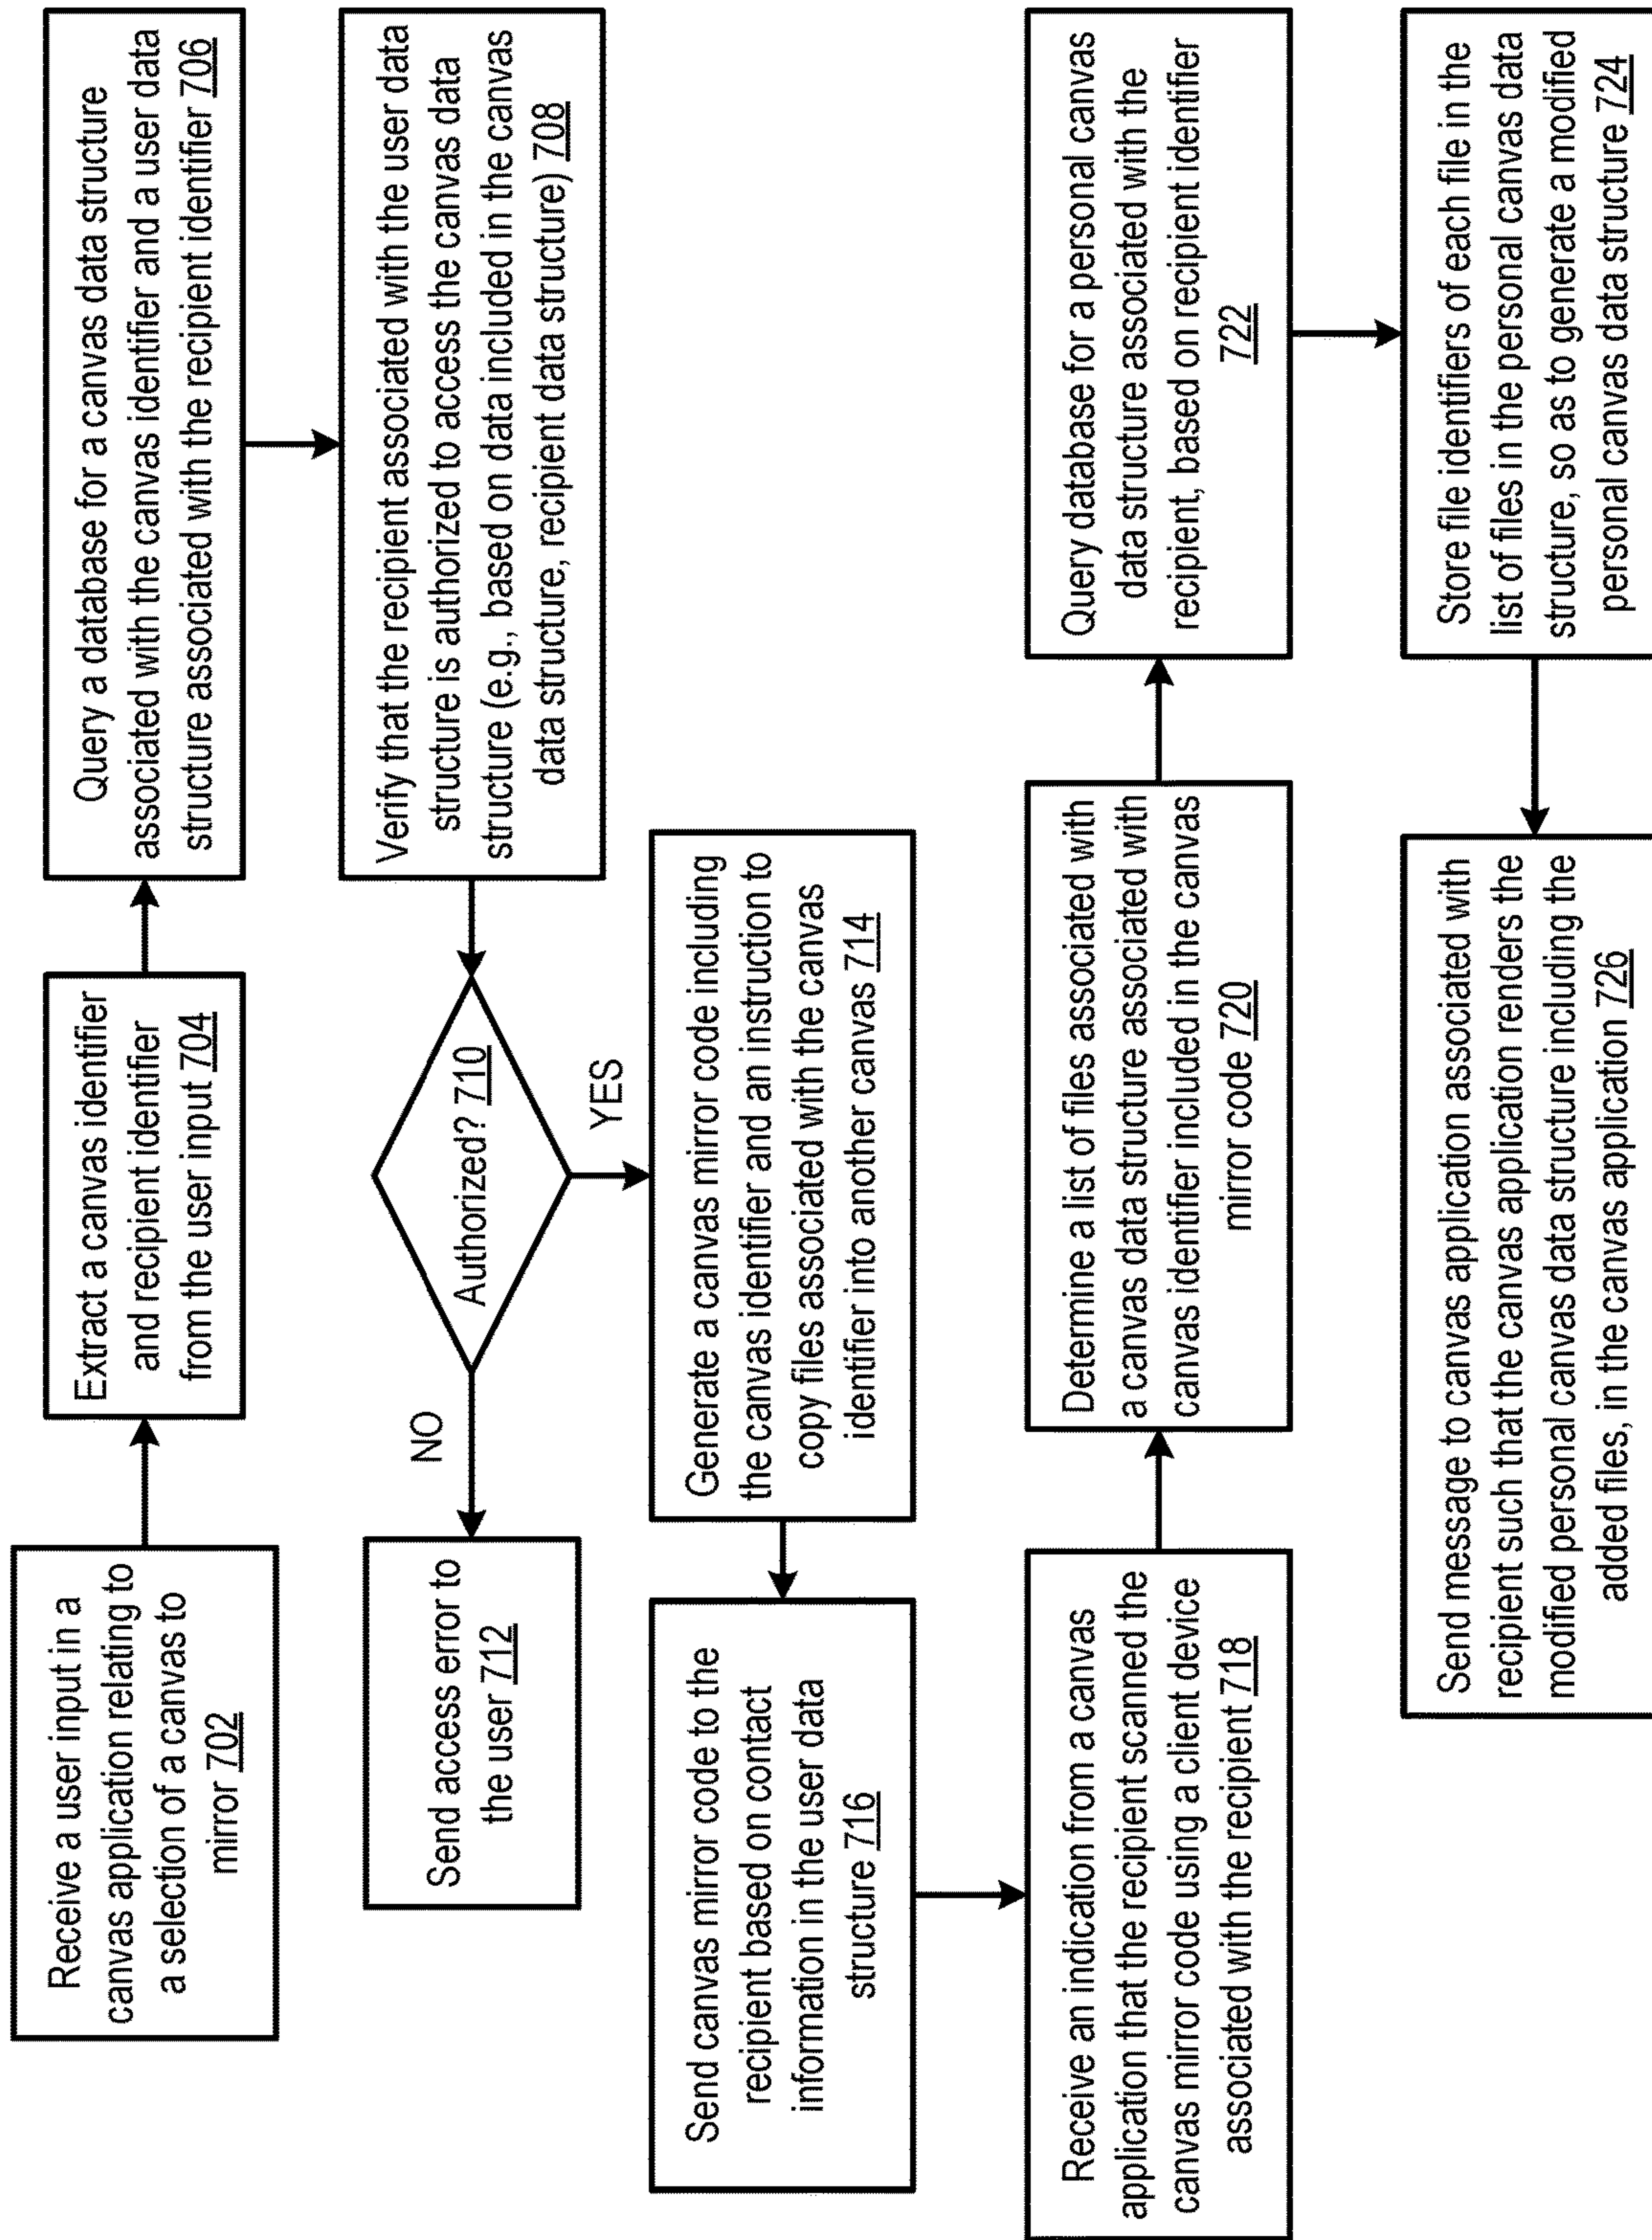 Receive a user input in a
canvas application relating to
a selection of a canvas to
mirror 702
Extract a canvas identifier
and recipient identifier
from the user input 704
Query a database for a canvas data structure
associated with the canvas identifier and a user data
structure associated with the recipient identifier 706
Verify that the recipient associated with the user data
structure is authorized to access the canvas data
structure (e.g., based on data included in the canvas
data structure, recipient data structure) 708
Authorized? 710
NO
YES
Send access error to
the user 712
Generate a canvas mirror code including
the canvas identifier and an instruction to
copy files associated with the canvas
identifier into another canvas 714
Send canvas mirror code to the
recipient based on contact
information in the user data
structure 716
Receive an indication from a canvas
application that the recipient scanned the
canvas mirror code using a client device
associated with the recipient 718
Determine a list of files associated with
a canvas data structure associated with
canvas identifier included in the canvas
mirror code 720
Query database for a personal canvas
data structure associated with the
recipient, based on recipient identifier
722
Store file identifiers of each file in the
list of files in the personal canvas data
structure, so as to generate a modified
personal canvas data structure 724
Send message to canvas application associated with
recipient such that the canvas application renders the
modified personal canvas data structure including the
added files, in the canvas application 726